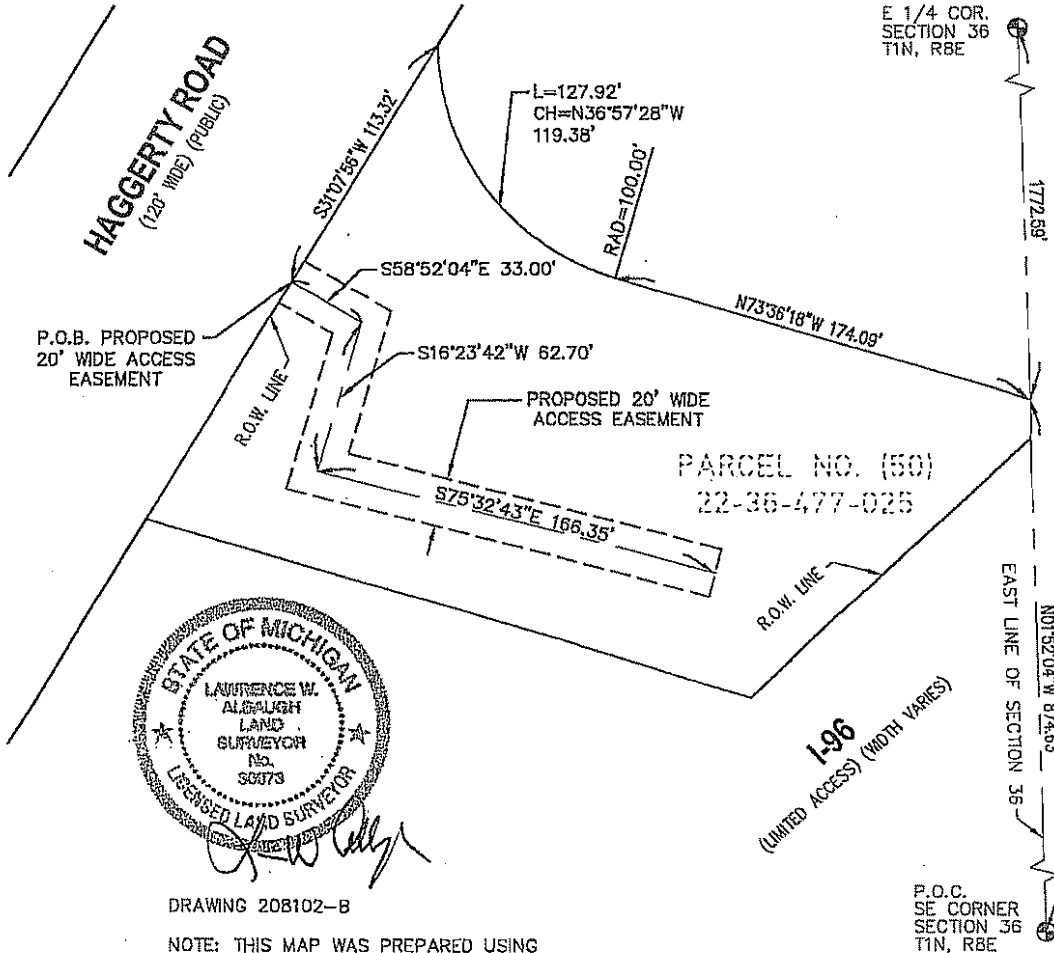 E 1/4 COR.
SECTION 36
T1N, R8E
HAGGERTY ROAD
(120' WIDE) (PUBLIC)
L=127.92'
CH=N36°57'28"W
119.38'
S31°07'56"W 113.32'
RAD=100.00'
1772.59'
S58°52'04"E 33.00'
N73°36'18"W 174.09'
P.O.B. PROPOSED
20' WIDE ACCESS
EASEMENT
S16°23'42"W 62.70'
R.O.W. LINE
PROPOSED 20' WIDE
ACCESS EASEMENT
PARCEL NO. (50)
22-36-477-025
S75°32'43"E 166.35'
R.O.W. LINE
N01°52'04"W
EAST LINE OF SECTION 36
STATE OF MICHIGAN
LAWRENCE W.
ALBAUGH
LAND
SURVEYOR
No.
LICENSED LAND SURVEYOR
I-96
(LIMITED ACCESS) (WIDTH VARIES)
DRAWING 208102-B
P.O.C.
SE CORNER
SECTION 36
T1N, R8E
NOTE: THIS MAP WAS PREPARED USING